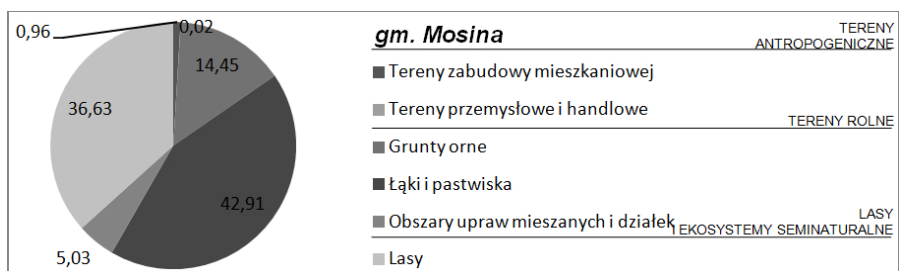 0,96
0,02
14,45
36,63
42,91
5,03
gm. Mosina
TERENY
ANTROPOGENICZNE
Tereny zabudowy mieszkaniowej
Tereny przemysłowe i handlowe
TERENY ROLNE
Grunty orne
Łąki i pastwiska
Obszary upraw mieszanych i działek
LASY
I EKOSYSTEMY SEMINATURALNE
Lasy